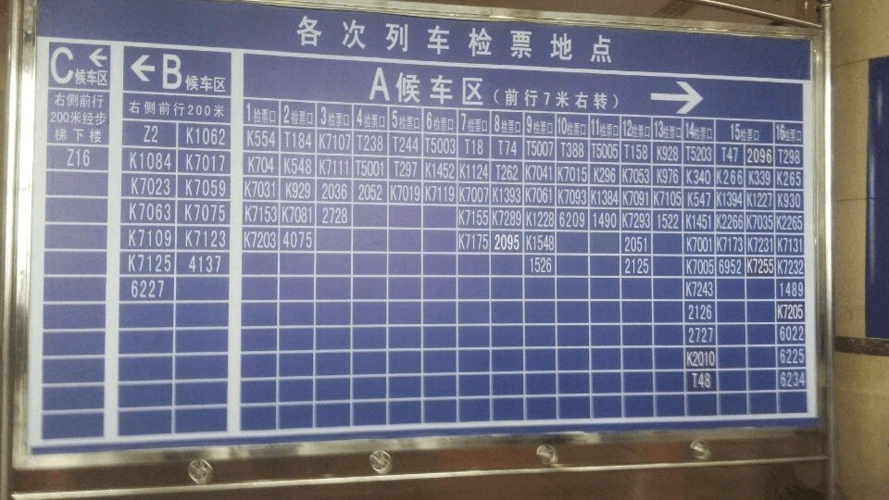 各次列车检票地点
C候车区 ←
右侧前行
200米经步
梯下楼
Z16
← B候车区
右侧前行200米
Z2 K1062
K1084 K7017
K7023 K7059
K7063 K7075
K7109 K7123
K7125 4137
6227
A候车区(前行7米右转) →
1检票口 2检票口 3检票口 4检票口 5检票口 6检票口 7检票口 8检票口 9检票口 10检票口 11检票口 12检票口 13检票口 14检票口 15检票口 16检票口
K554 T184 K7107 T238 T244 T5003 T18 T74 T5007 T388 T5005 T158 K928 T5203 T47 2096 T298
K704 K548 K7111 T5001 T297 K1452 K1124 T262 K7041 K7015 K296 K7053 K976 K340 K266 K339 K265
K7031 K929 2036 2052 K7019 K7119 K7007 K1393 K7061 K7093 K1384 K7091 K7105 K547 K1394 K1227 K930
K7153 K7081 2728 K7155 K7289 K1228 6209 1490 K7293 1522 K1451 K2266 K7035 K2265
K7203 4075 K7175 2095 K1548 2051 K7001 K7173 K7231 K7131
1526 2125 K7005 6952 K7255 K7232
K7243 1489
2126 K7205
2727 6022
K2010 6225
T48 6234